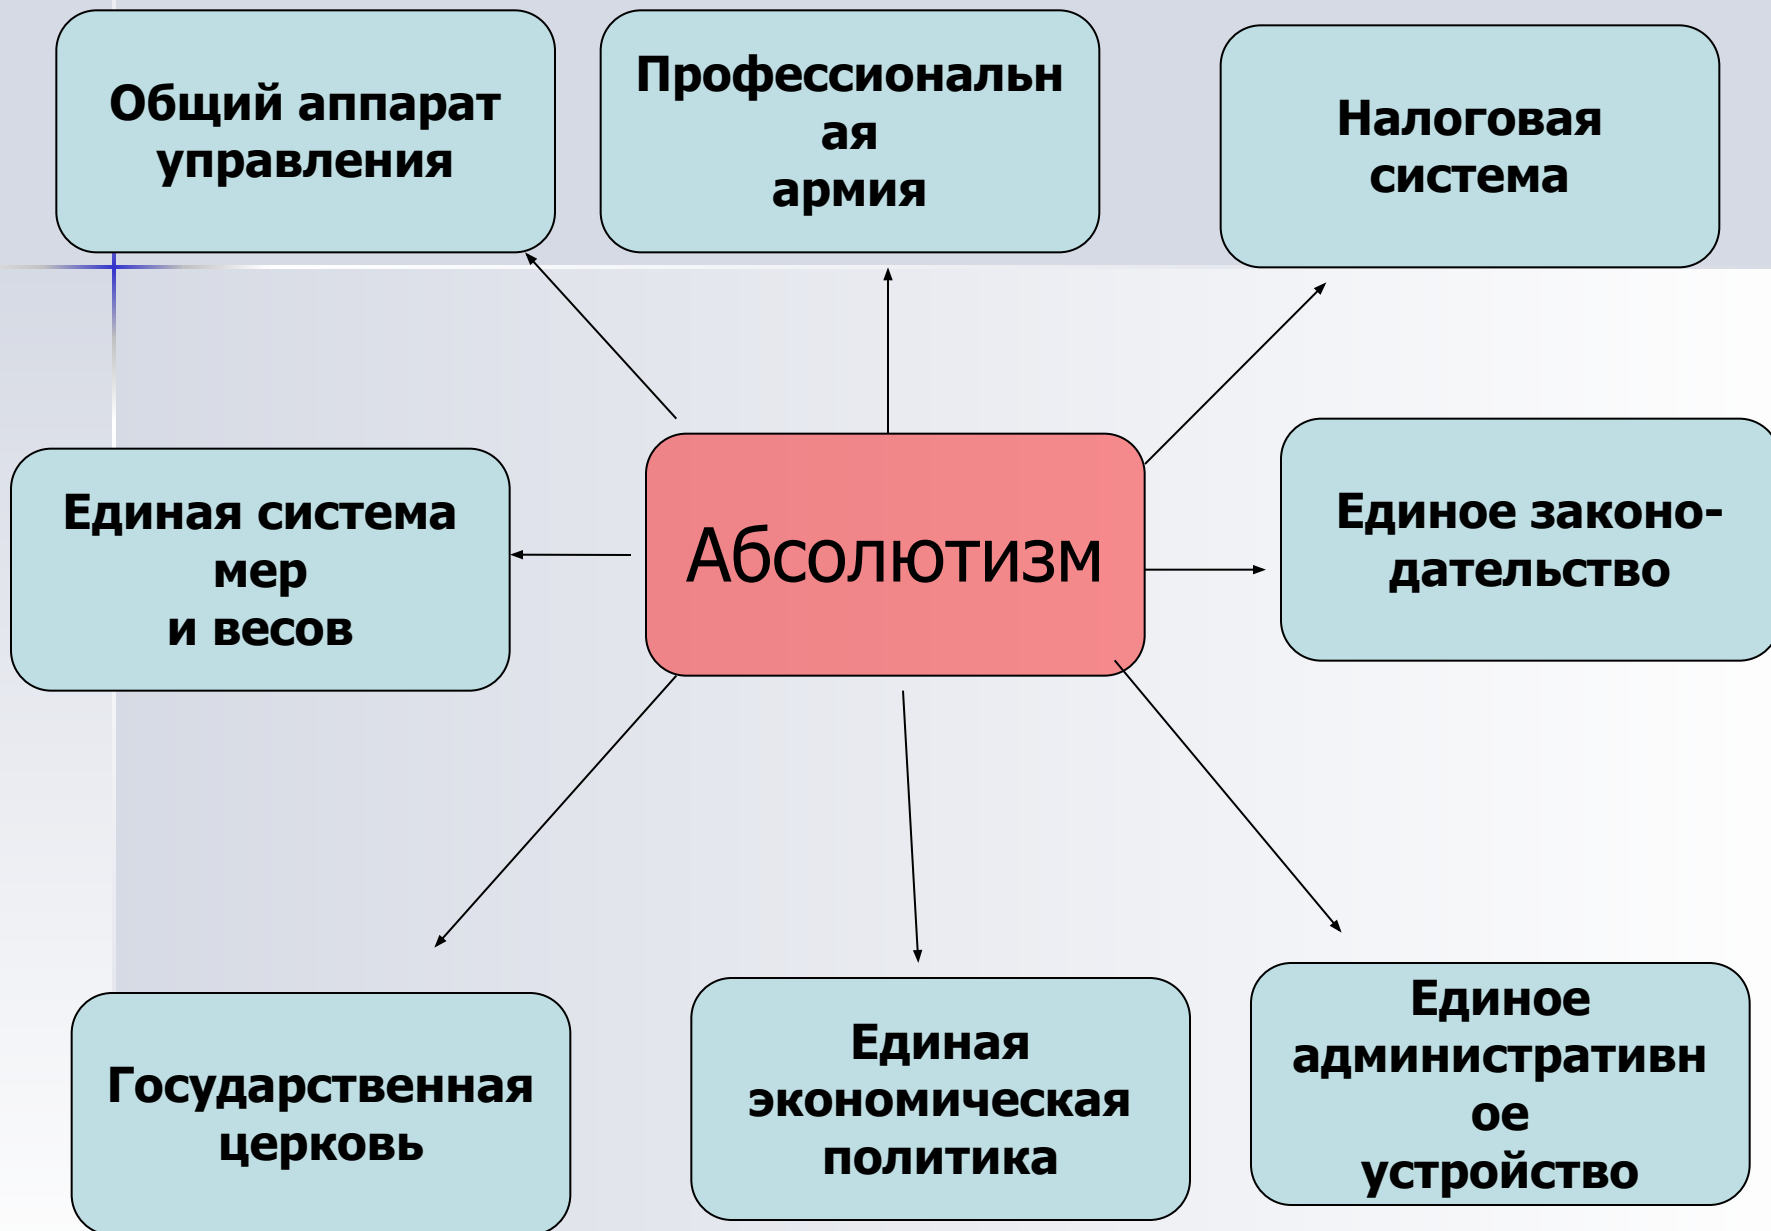 Общий аппарат
управления
Профессиональн
ая
армия
Налоговая
система
Единая система
мер
и весов
Абсолютизм
Единое законо-
дательство
Государственная
церковь
Единая
экономическая
политика
Единое
административн
ое
устройство